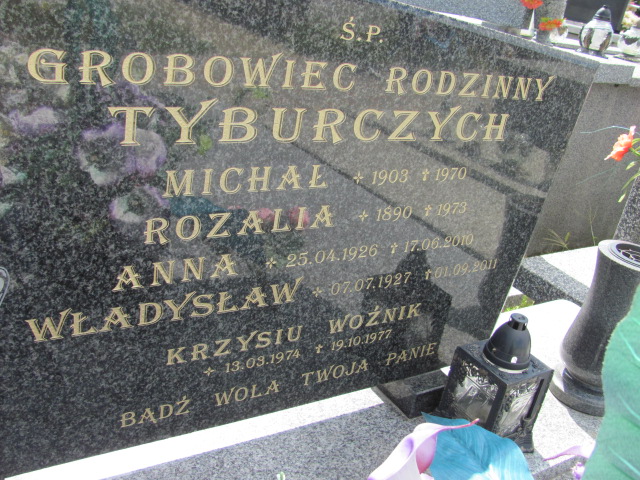 Ś.P.
GROBOWIEC RODZINNY
TYBURCZYCH
MICHAŁ + 1903 † 1970
ROZALIA + 1890 † 1973
ANNA + 25.04.1926 + 17.06.2010
WŁADYSŁAW + 07.07.1927 + 01.09.2011
KRZYSIU WOŹNIK
+ 13.03.1974 + 19.10.1977
BĄDŹ WOLA TWOJA PANIE